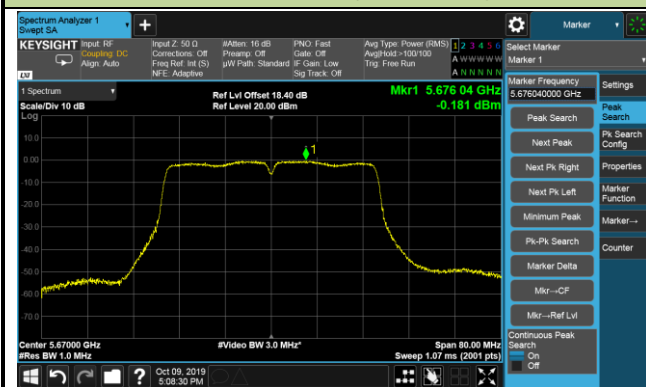 Spectrum Analyzer 1
Swept SA
Marker
KEYSIGHT
Input: RF
Coupling: DC
Align: Auto
Input Z: 50 Ω
Corrections: Off
Freq Ref: Int (S)
NFE: Adaptive
#Atten: 16 dB
Preamp: Off
µW Path: Standard
PNO: Fast
Gate: Off
IF Gain: Low
Sig Track: Off
Avg Type: Power (RMS)
Avg|Hold:>100/100
Trig: Free Run
1 2 3 4 5 6
A W W W W W
A N N N N N
Select Marker
Marker 1
LXI
1 Spectrum
Scale/Div 10 dB
Log
Ref Lvl Offset 18.40 dB
Ref Level 20.00 dBm
Mkr1 5.676 04 GHz
-0.181 dBm
10.0
0.00
-10.0
-20.0
-30.0
-40.0
-50.0
-60.0
-70.0
1
Center 5.67000 GHz
#Res BW 1.0 MHz
#Video BW 3.0 MHz*
Span 80.00 MHz
Sweep 1.07 ms (2001 pts)
Marker Frequency
5.676040000 GHz
Peak Search
Next Peak
Next Pk Right
Next Pk Left
Minimum Peak
Pk-Pk Search
Marker Delta
Mkr→CF
Mkr→Ref Lvl
Continuous Peak
Search
On
Off
Settings
Peak
Search
Pk Search
Config
Properties
Marker
Function
Marker→
Counter
?
Oct 09, 2019
5:08:30 PM